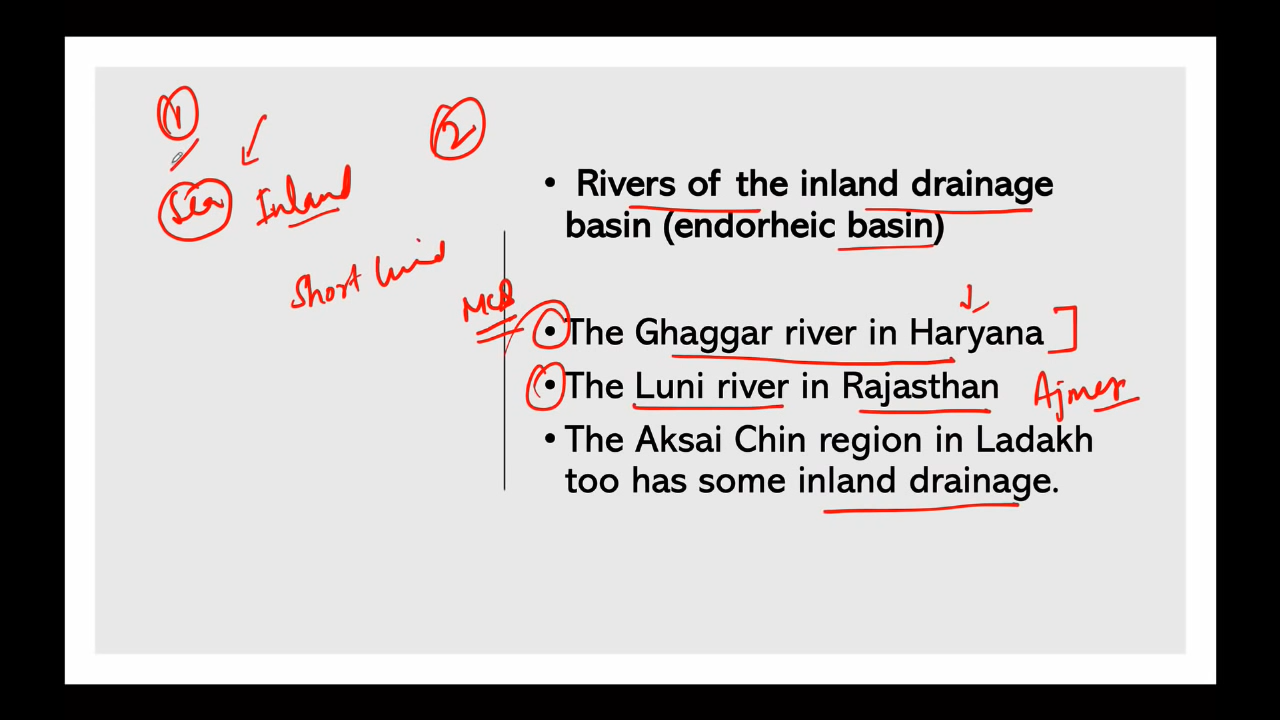 1
2
Sea Inland
Short lived
MCQ
• Rivers of the inland drainage
basin (endorheic basin)
• The Ghaggar river in Haryana
• The Luni river in Rajasthan Ajmer
• The Aksai Chin region in Ladakh
too has some inland drainage.